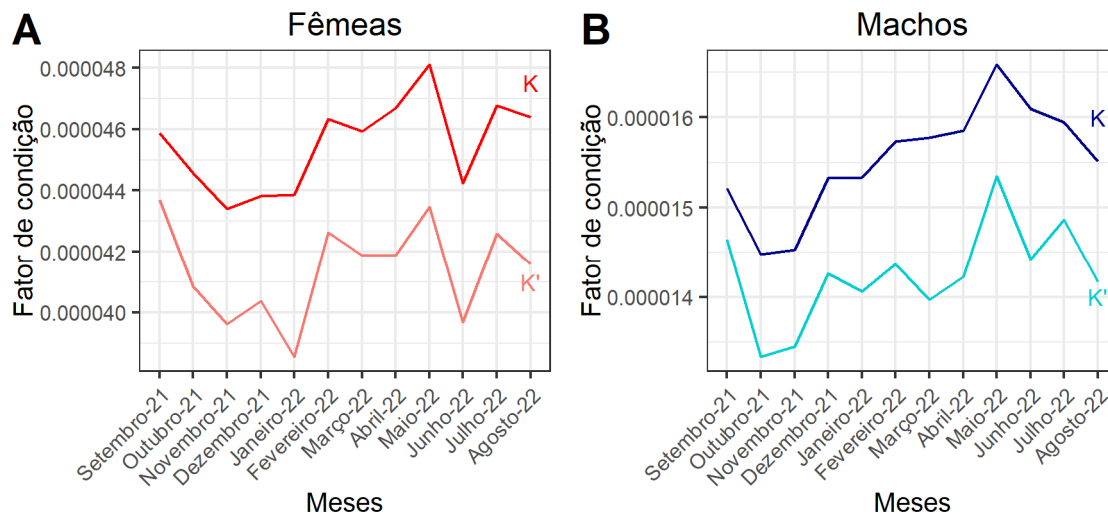 A
Fêmeas
Fator de condição
0.000048
0.000046
0.000044
0.000042
0.000040
K
K'
Setembro-21
Outubro-21
Novembro-21
Dezembro-21
Janeiro-22
Fevereiro-22
Março-22
Abril-22
Maio-22
Junho-22
Julho-22
Agosto-22
Meses
B
Machos
Fator de condição
0.000016
0.000015
0.000014
K
K'
Setembro-21
Outubro-21
Novembro-21
Dezembro-21
Janeiro-22
Fevereiro-22
Março-22
Abril-22
Maio-22
Junho-22
Julho-22
Agosto-22
Meses